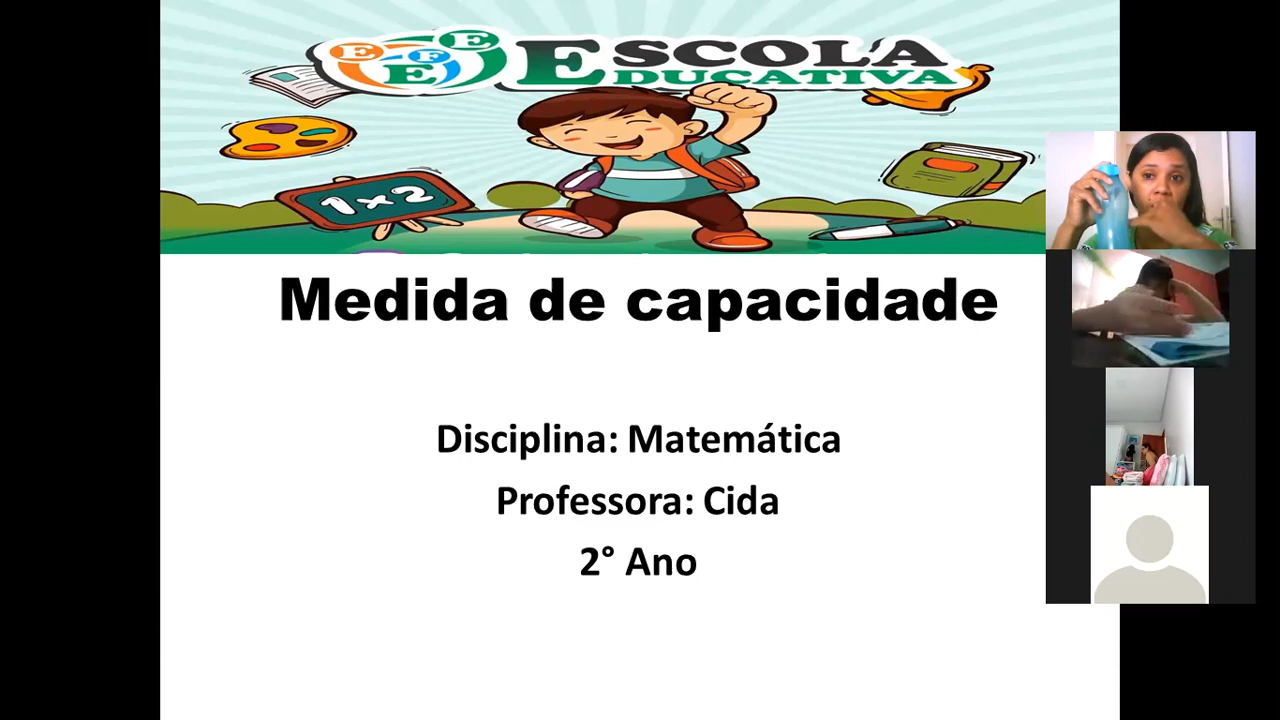 E E F E ESCOLA
EDUCATIVA
1x2
Medida de capacidade
Disciplina: Matemática
Professora: Cida
2° Ano